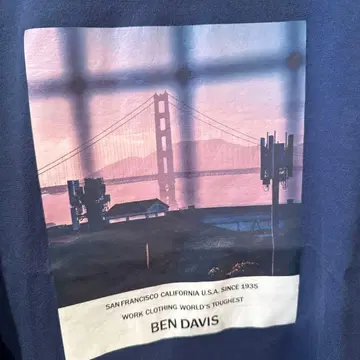 SAN FRANCISCO CALIFORNIA U.S.A. SINCE 1935
WORK CLOTHING WORLD'S TOUGHEST
BEN DAVIS